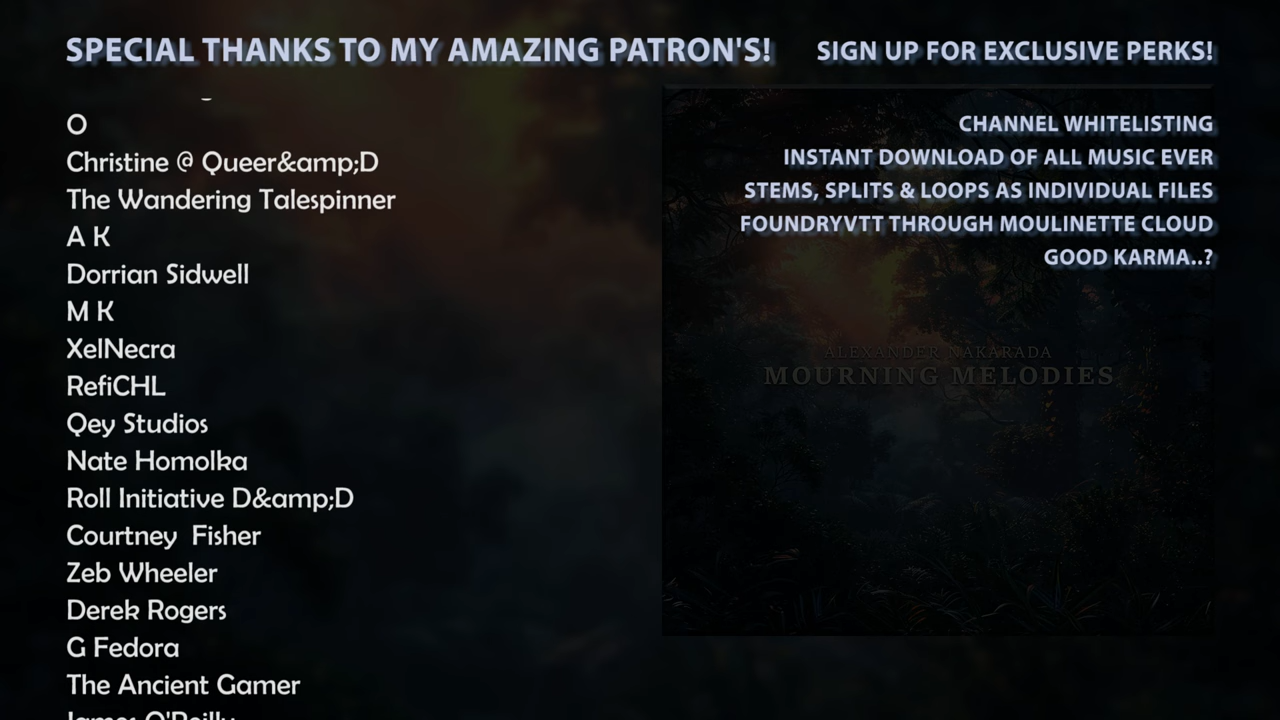 SPECIAL THANKS TO MY AMAZING PATRON'S!
SIGN UP FOR EXCLUSIVE PERKS!
O
Christine @ Queer&amp;D
The Wandering Talespinner
A K
Dorrian Sidwell
M K
XelNecra
RefiCHL
Qey Studios
Nate Homolka
Roll Initiative D&amp;D
Courtney  Fisher
Zeb Wheeler
Derek Rogers
G Fedora
The Ancient Gamer
James O'Reilly
CHANNEL WHITELISTING
INSTANT DOWNLOAD OF ALL MUSIC EVER
STEMS, SPLITS & LOOPS AS INDIVIDUAL FILES
FOUNDRYVTT THROUGH MOULINETTE CLOUD
GOOD KARMA..?
ALEXANDER NAKARADA
MOURNING MELODIES